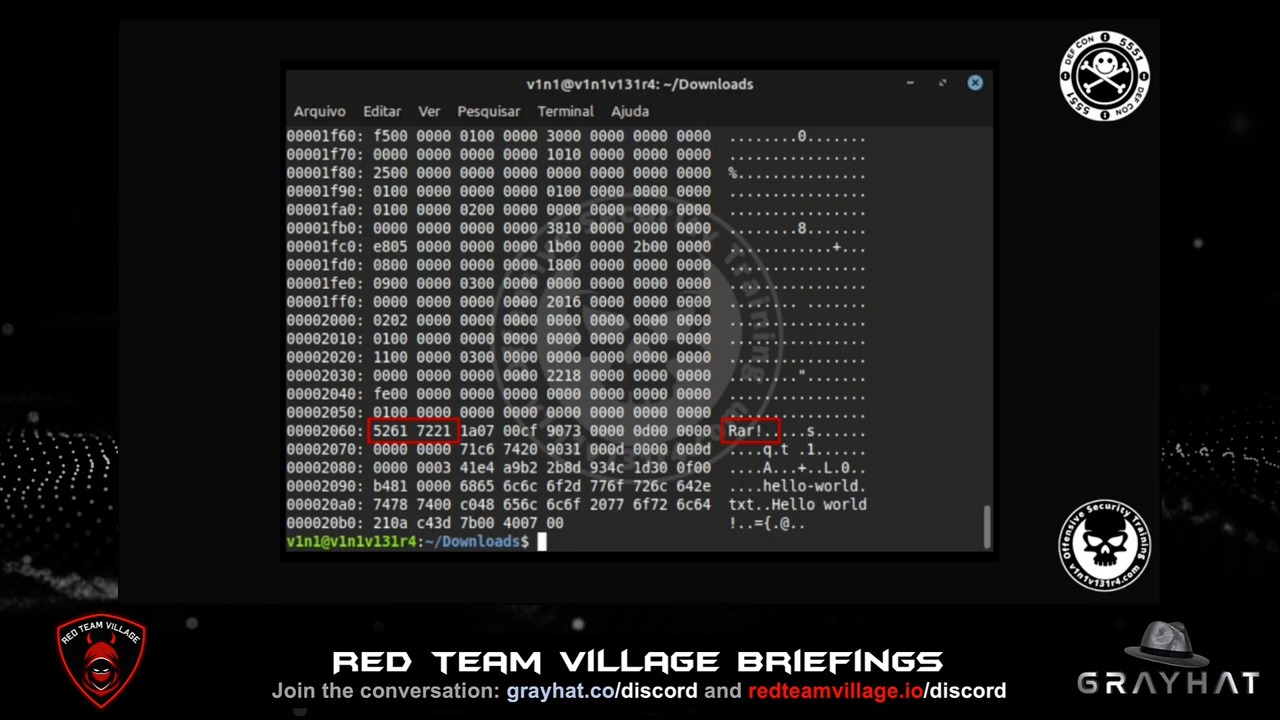 v1n1@v1n1v131r4: ~/Downloads
Arquivo Editar Ver Pesquisar Terminal Ajuda
00001f60: f500 0000 0100 0000 3000 0000 0000 0000 ........0.......
00001f70: 0000 0000 0000 0000 1010 0000 0000 0000 ................
00001f80: 2500 0000 0000 0000 0000 0000 0000 0000 %...............
00001f90: 0100 0000 0000 0000 0100 0000 0000 0000 ................
00001fa0: 0100 0000 0200 0000 0000 0000 0000 0000 ................
00001fb0: 0000 0000 0000 0000 3810 0000 0000 0000 ........8.......
00001fc0: e805 0000 0000 0000 1b00 0000 2b00 0000 ............+...
00001fd0: 0800 0000 0000 0000 1800 0000 0000 0000 ................
00001fe0: 0900 0000 0300 0000 0000 0000 0000 0000 ................
00001ff0: 0000 0000 0000 0000 2016 0000 0000 0000 ................
00002000: 0202 0000 0000 0000 0000 0000 0000 0000 ................
00002010: 0100 0000 0000 0000 0000 0000 0000 0000 ................
00002020: 1100 0000 0300 0000 0000 0000 0000 0000 ................
00002030: 0000 0000 0000 0000 2218 0000 0000 0000 ........".......
00002040: fe00 0000 0000 0000 0000 0000 0000 0000 ................
00002050: 0100 0000 0000 0000 0000 0000 0000 0000 ................
00002060: 5261 7221 1a07 00cf 9073 0000 0d00 0000 Rar!.....s......
00002070: 0000 0000 71c6 7420 9031 000d 0000 000d ....q.t .1......
00002080: 0000 0003 41e4 a9b2 2b8d 934c 1d30 0f00 ....A...+..L.0..
00002090: b481 0000 6865 6c6c 6f2d 776f 726c 642e ....hello-world.
000020a0: 7478 7400 c048 656c 6c6f 2077 6f72 6c64 txt..Hello world
000020b0: 210a c43d 7b00 4007 00 !..={.@..
v1n1@v1n1v131r4:~/Downloads$
DEF CON 5551
DEF CON 5551
Offensive Security Training
v1n1v131r4.com
RED TEAM VILLAGE
RED TEAM VILLAGE BRIEFINGS
Join the conversation: grayhat.co/discord and redteamvillage.io/discord
GRAYHAT